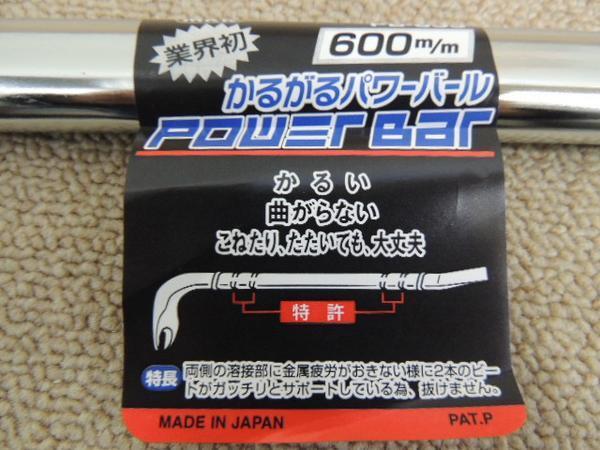 業界初
600m/m
かるがるパワーバール
POWER Bar
かるい
曲がらない
こねたり、たたいても、大丈夫
特許
特長 両側の溶接部に金属疲労がおきない様に2本のビー
ドがガッチリとサポートしている為、抜けません。
MADE IN JAPAN PAT.P